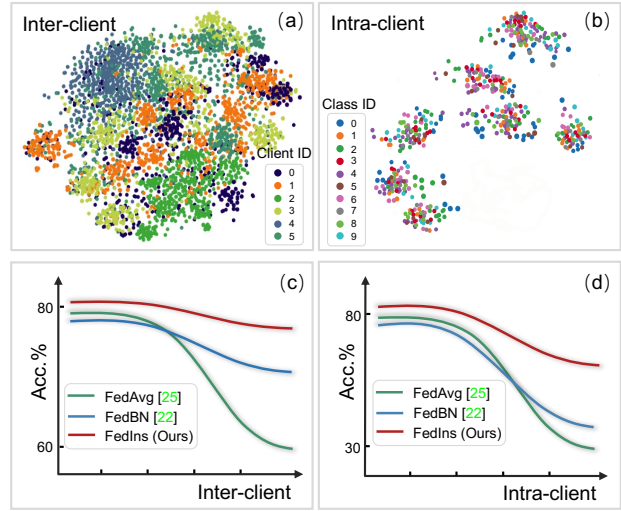 Inter-client
(a)
Client ID
0
1
2
3
4
5
Intra-client
(b)
Class ID
0
1
2
3
4
5
6
7
8
9
(c)
80
Acc.%
FedAvg [25]
FedBN [22]
FedIns (Ours)
60
Inter-client
(d)
80
Acc.%
FedAvg [25]
FedBN [22]
FedIns (Ours)
30
Intra-client